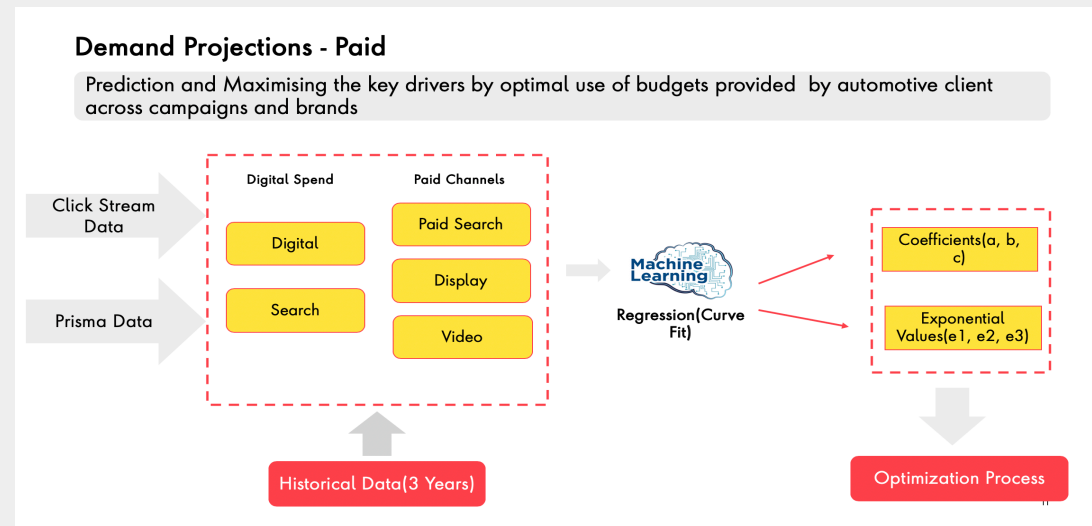 Demand Projections - Paid
Prediction and Maximising the key drivers by optimal use of budgets provided by automotive client
across campaigns and brands
Click Stream
Data
Prisma Data
Digital Spend
Digital
Search
Paid Channels
Paid Search
Display
Video
Historical Data(3 Years)
Machine
Learning
Regression(Curve
Fit)
Coefficients(a, b,
c)
Exponential
Values(e1, e2, e3)
Optimization Process